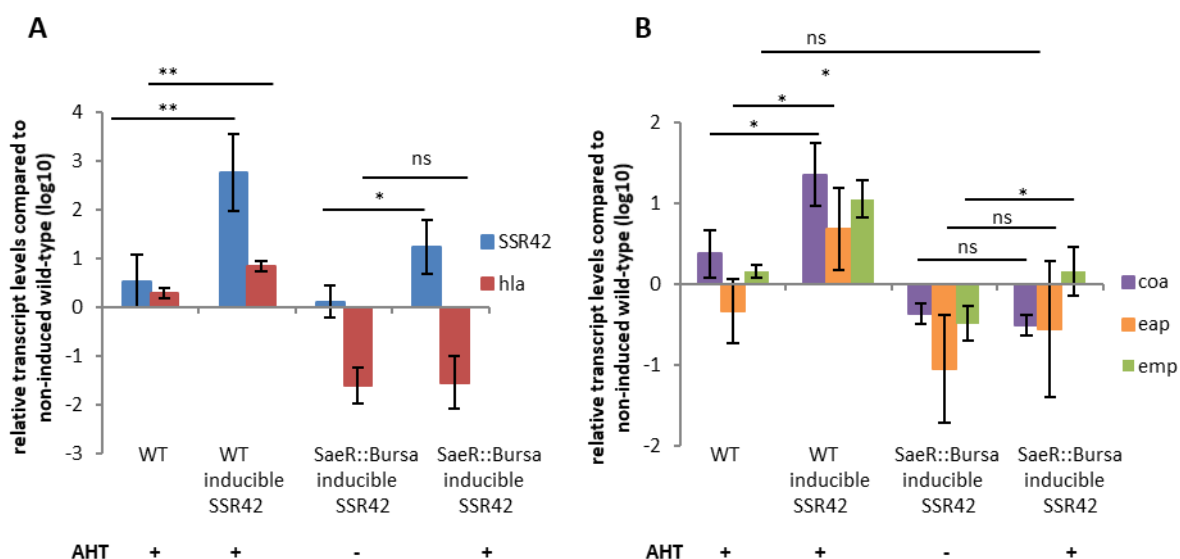 A
relative transcript levels compared to
non-induced wild-type (log10)
4
3
2
1
0
-1
-2
-3
**
**
ns
*
SSR42
hla
WT
WT
inducible
SSR42
SaeR::Bursa
inducible
SSR42
SaeR::Bursa
inducible
SSR42
AHT + + - +
B
relative transcript levels compared to
non-induced wild-type (log10)
2
1
0
-1
-2
ns
*
*
*
*
ns
ns
coa
eap
emp
WT
WT
inducible
SSR42
SaeR::Bursa
inducible
SSR42
SaeR::Bursa
inducible
SSR42
AHT + + - +